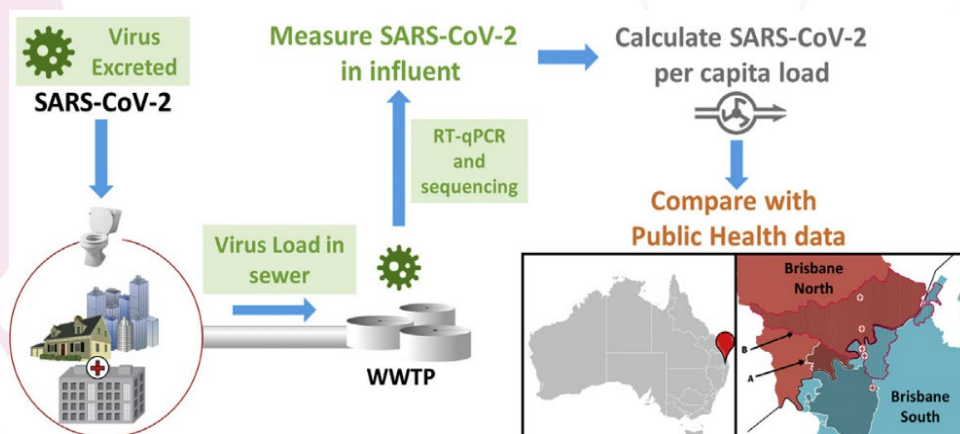 Virus
Excreted
SARS-CoV-2
Measure SARS-CoV-2
in influent
Calculate SARS-CoV-2
per capita load
RT-qPCR
and
sequencing
Compare with
Public Health data
Virus Load in
sewer
WWTP
Brisbane
North
B
A
Brisbane
South